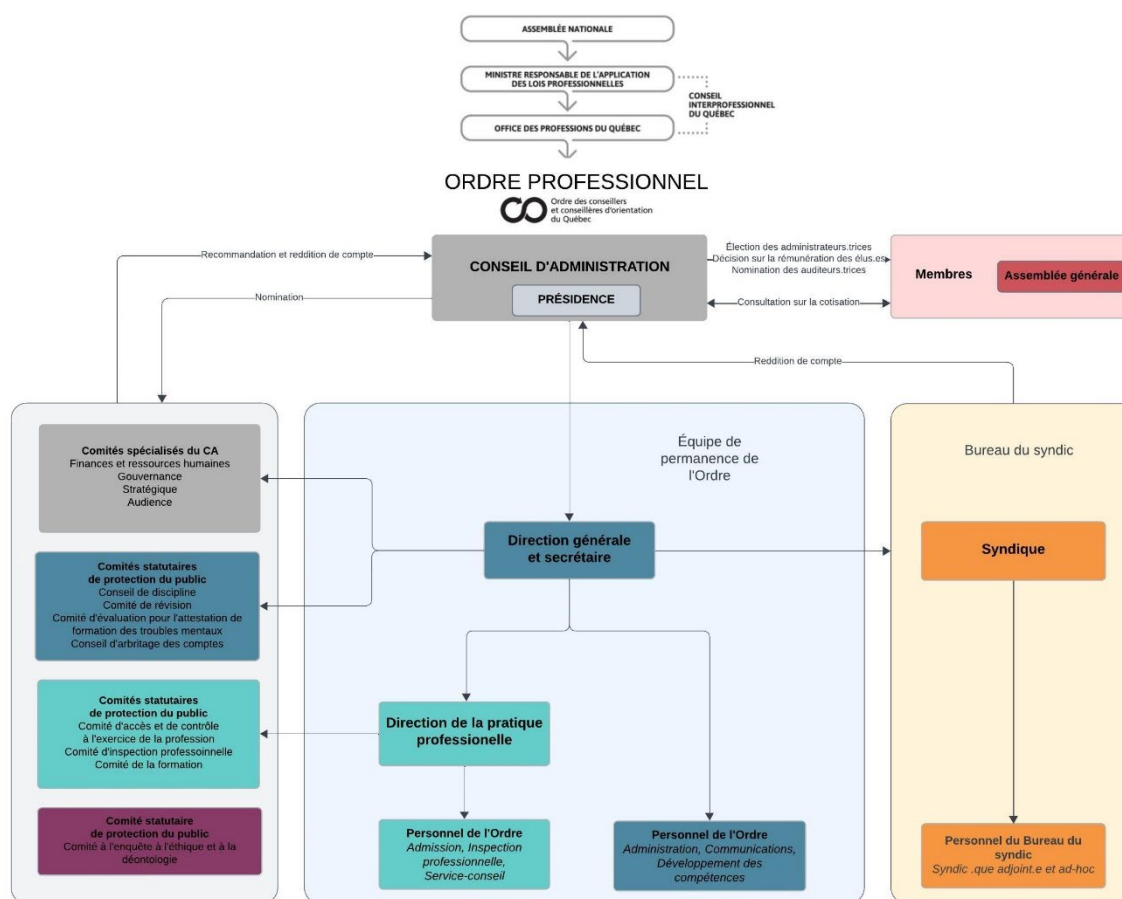 ASSEMBLÉE NATIONALE
MINISTRE RESPONSABLE DE L'APPLICATION
DES LOIS PROFESSIONNELLES
CONSEIL
INTERPROFESSIONNEL
DU QUÉBEC
OFFICE DES PROFESSIONS DU QUÉBEC
ORDRE PROFESSIONNEL
Ordre des conseillers
et conseillères d'orientation
du Québec
Recommandation et reddition de compte
Nomination
CONSEIL D'ADMINISTRATION
PRÉSIDENCE
Élection des administrateurs.trices
Décision sur la rémunération des élus.es
Nomination des auditeurs.trices
Consultation sur la cotisation
Membres
Assemblée générale
Reddition de compte
Comités spécialisés du CA
Finances et ressources humaines
Gouvernance
Stratégique
Audience
Comités statutaires
de protection du public
Conseil de discipline
Comité de révision
Comité d'évaluation pour l'attestation de
formation des troubles mentaux
Conseil d'arbritage des comptes
Comités statutaires
de protection du public
Comité d'accès et de contrôle
à l'exercice de la profession
Comité d'inspection professoinnelle
Comité de la formation
Comité statutaire
de protection du public
Comité à l'enquête à l'éthique et à la
déontologie
Équipe de
permanence de
l'Ordre
Direction générale
et secrétaire
Direction de la pratique
professionelle
Personnel de l'Ordre
Admission, Inspection
professionnelle,
Service-conseil
Personnel de l'Ordre
Administration, Communications,
Développement des
compétences
Bureau du syndic
Syndique
Personnel du Bureau du
syndic
Syndic .que adjoint.e et ad-hoc